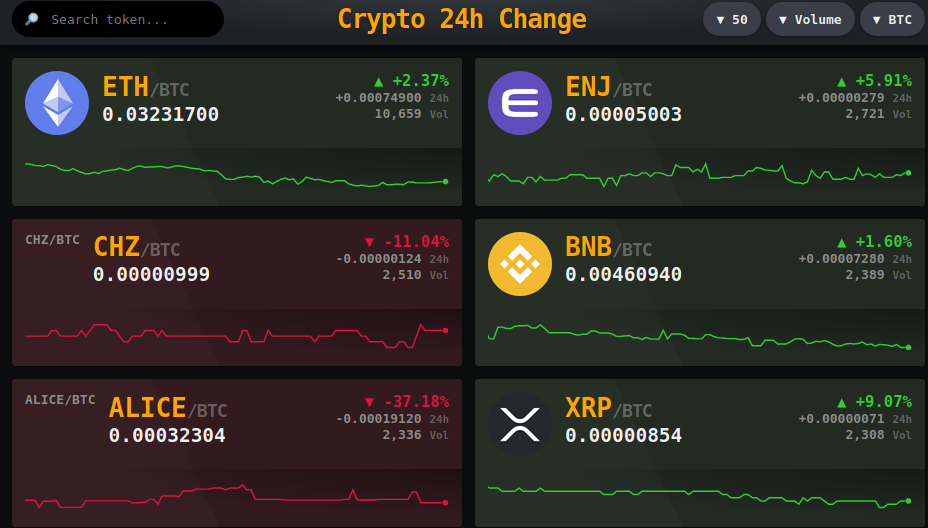 Search token...
Crypto 24h Change
▼ 50
▼ Volume
▼ BTC
ETH/BTC
0.03231700
▲ +2.37%
+0.00074900 24h
10,659 Vol
ENJ/BTC
0.00005003
▲ +5.91%
+0.00000279 24h
2,721 Vol
CHZ/BTC
CHZ/BTC
0.00000999
▼ -11.04%
-0.00000124 24h
2,510 Vol
BNB/BTC
0.00460940
▲ +1.60%
+0.00007280 24h
2,389 Vol
ALICE/BTC
ALICE/BTC
0.00032304
▼ -37.18%
-0.00019120 24h
2,336 Vol
XRP/BTC
0.00000854
▲ +9.07%
+0.00000071 24h
2,308 Vol